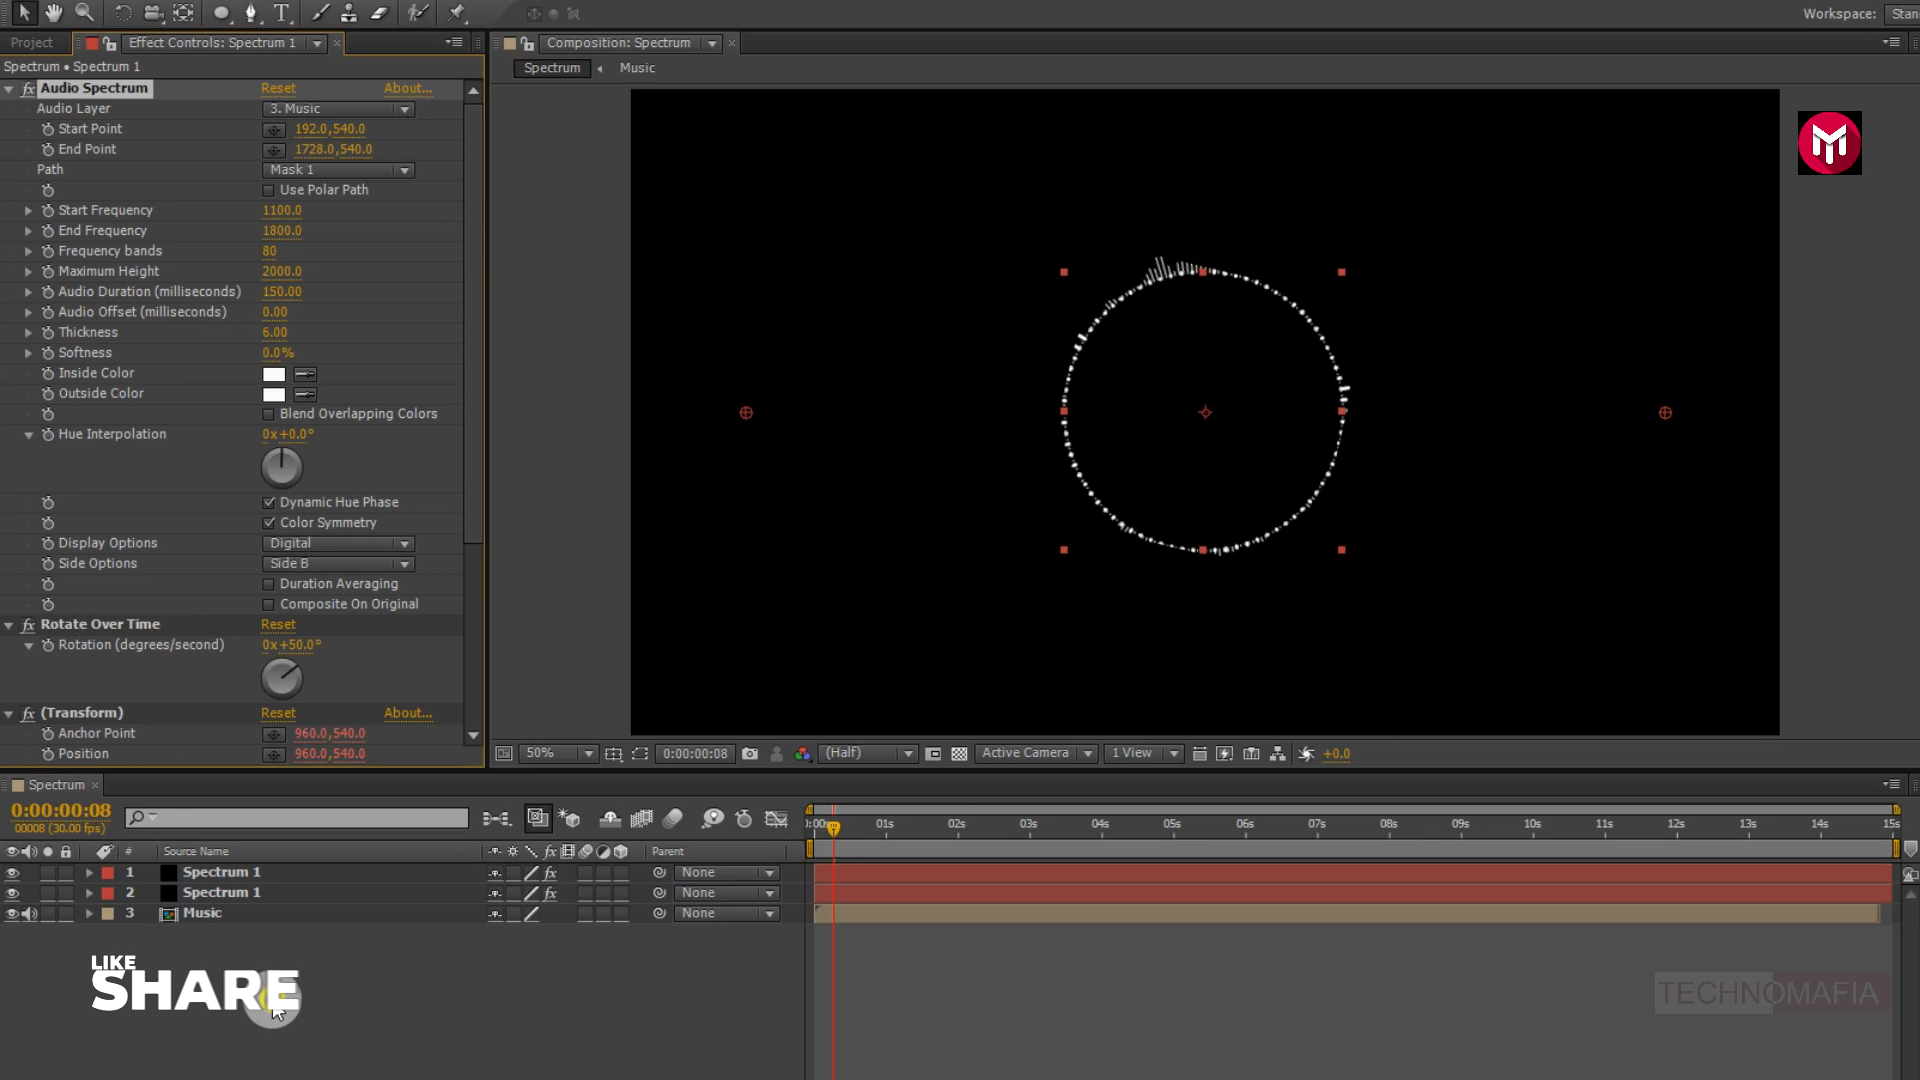 Workspace: Stan
Project
Effect Controls: Spectrum 1
Composition: Spectrum
Spectrum • Spectrum 1
Spectrum
Music
Audio Spectrum Reset About...
Audio Layer 3. Music
Start Point 192.0,540.0
End Point 1728.0,540.0
Path Mask 1
Use Polar Path
Start Frequency 1100.0
End Frequency 1800.0
Frequency bands 80
Maximum Height 2000.0
Audio Duration (milliseconds) 150.00
Audio Offset (milliseconds) 0.00
Thickness 6.00
Softness 0.0%
Inside Color
Outside Color
Blend Overlapping Colors
Hue Interpolation 0x+0.0°
Dynamic Hue Phase
Color Symmetry
Display Options Digital
Side Options Side B
Duration Averaging
Composite On Original
Rotate Over Time Reset
Rotation (degrees/second) 0x+50.0°
(Transform) Reset About...
Anchor Point 960.0,540.0
Position 960.0,540.0
50% 0:00:00:08 (Half) Active Camera 1 View +0.0
Spectrum
0:00:00:08
00008 (30.00 fps)
01s 02s 03s 04s 05s 06s 07s 08s 09s 10s 11s 12s 13s 14s 15s
# Source Name fx Parent
1 Spectrum 1 fx None
2 Spectrum 1 fx None
3 Music None
LIKE
SHARE
TECHNOMAFIA